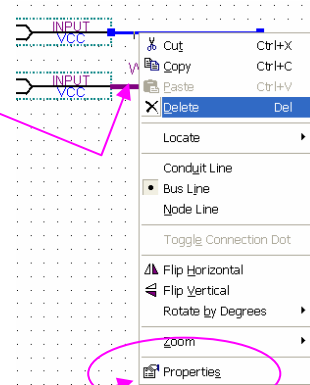 INPUT
VCC
INPUT
VCC
W
Cut Ctrl+X
Copy Ctrl+C
Paste Ctrl+V
Delete Del
Locate
Conduit Line
Bus Line
Node Line
Toggle Connection Dot
Flip Horizontal
Flip Vertical
Rotate by Degrees
Zoom
Properties